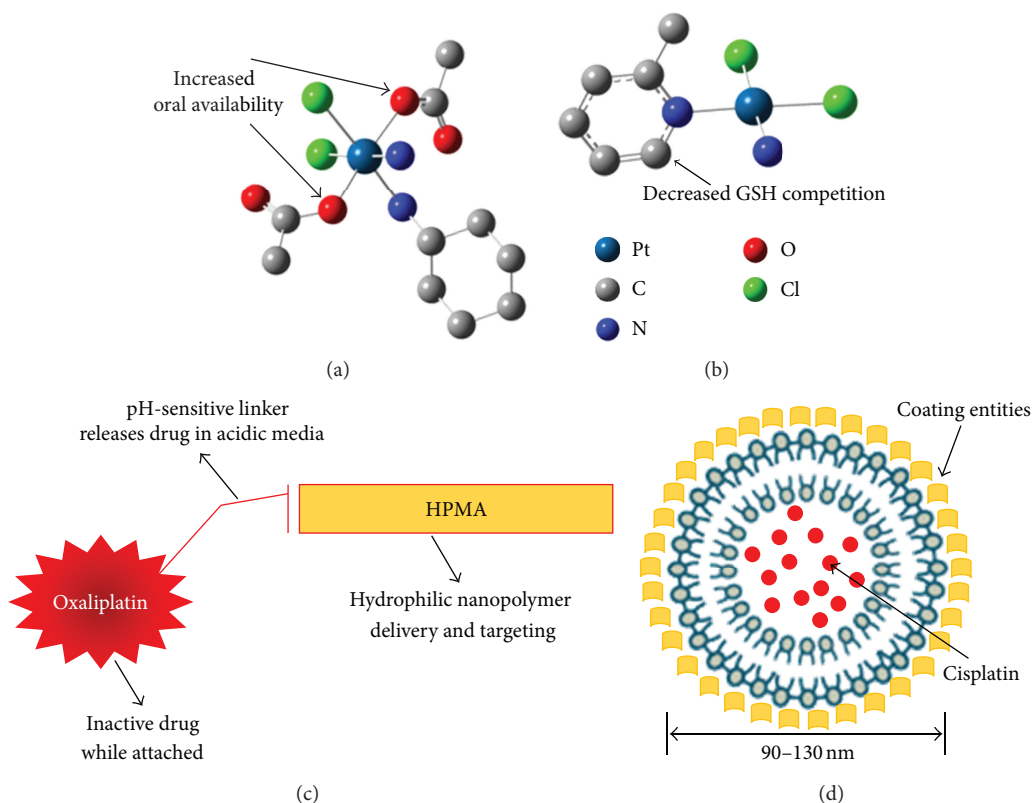 Increased
oral availability
(a)
Decreased GSH competition
Pt
O
C
Cl
N
(b)
pH-sensitive linker
releases drug in acidic media
HPMA
Oxaliplatin
Hydrophilic nanopolymer
delivery and targeting
Inactive drug
while attached
(c)
Coating entities
Cisplatin
90–130 nm
(d)